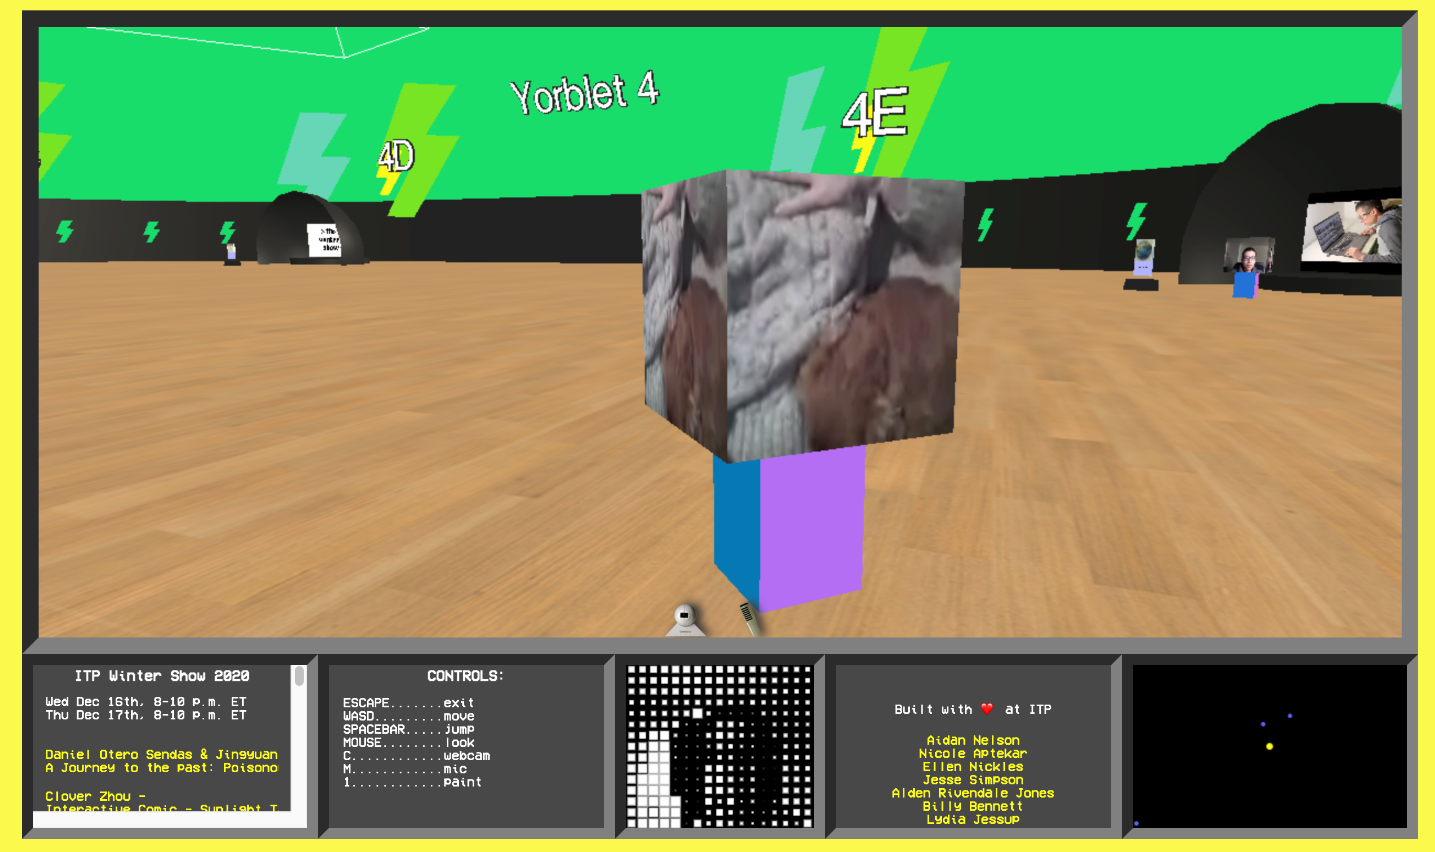 Yorblet 4
4E
4D
>the
winter
show
ITP Winter Show 2020
Wed Dec 16th, 8-10 p.m. ET
Thu Dec 17th, 8-10 p.m. ET
Daniel Otero Sendas & Jingyuan
A Journey to the past: Poisono
Clover Zhou -
Interactive Comic - Sunlight T
CONTROLS:
ESCAPE.......exit
WASD.........move
SPACEBAR.....jump
MOUSE........look
C............webcam
M............mic
1............paint
Built with ❤️ at ITP
Aidan Nelson
Nicole Aptekar
Ellen Nickles
Jesse Simpson
Alden Rivendale Jones
Billy Bennett
Lydia Jessup